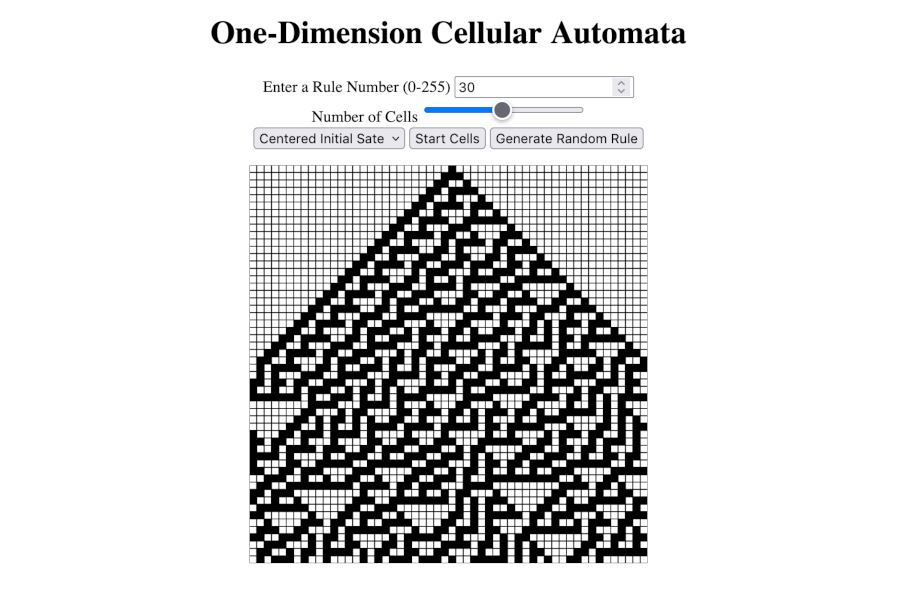 One-Dimension Cellular Automata
Enter a Rule Number (0-255) 30
Number of Cells
Centered Initial Sate Start Cells Generate Random Rule